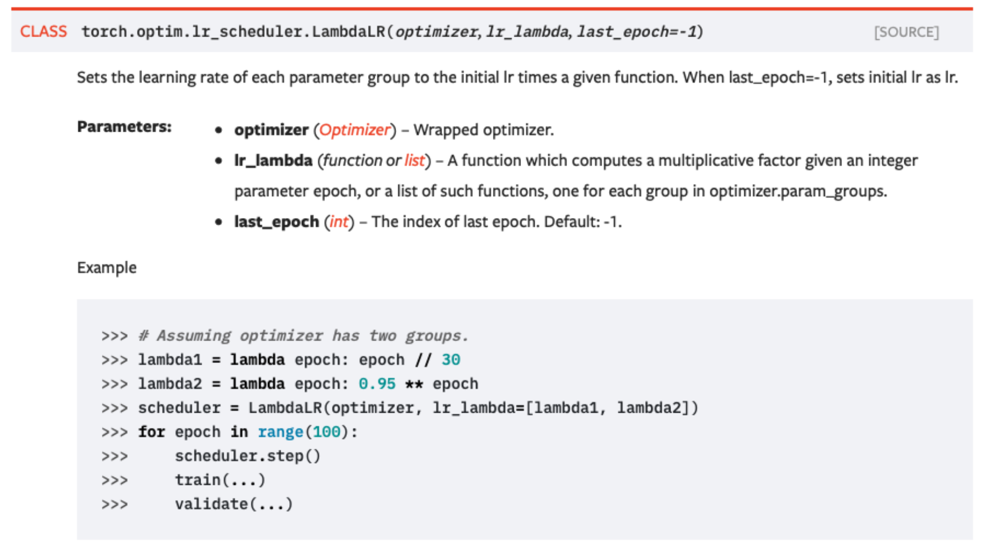 CLASS torch.optim.lr_scheduler.LambdaLR(optimizer, lr_lambda, last_epoch=-1) [SOURCE]
Sets the learning rate of each parameter group to the initial lr times a given function. When last_epoch=-1, sets initial lr as lr.
Parameters:
• optimizer (Optimizer) – Wrapped optimizer.
• lr_lambda (function or list) – A function which computes a multiplicative factor given an integer
parameter epoch, or a list of such functions, one for each group in optimizer.param_groups.
• last_epoch (int) – The index of last epoch. Default: -1.
Example
>>> # Assuming optimizer has two groups.
>>> lambda1 = lambda epoch: epoch // 30
>>> lambda2 = lambda epoch: 0.95 ** epoch
>>> scheduler = LambdaLR(optimizer, lr_lambda=[lambda1, lambda2])
>>> for epoch in range(100):
>>>     scheduler.step()
>>>     train(...)
>>>     validate(...)